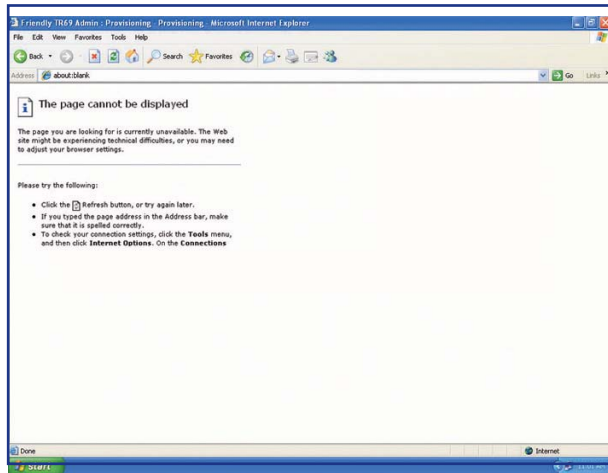 Friendly TR69 Admin : Provisioning - Provisioning - Microsoft Internet Explorer
File Edit View Favorites Tools Help
Back Search Favorites
Address about:blank Go Links
The page cannot be displayed
The page you are looking for is currently unavailable. The Web
site might be experiencing technical difficulties, or you may need
to adjust your browser settings.
Please try the following:
Click the Refresh button, or try again later.
If you typed the page address in the Address bar, make
sure that it is spelled correctly.
To check your connection settings, click the Tools menu,
and then click Internet Options. On the Connections
Done Internet
start